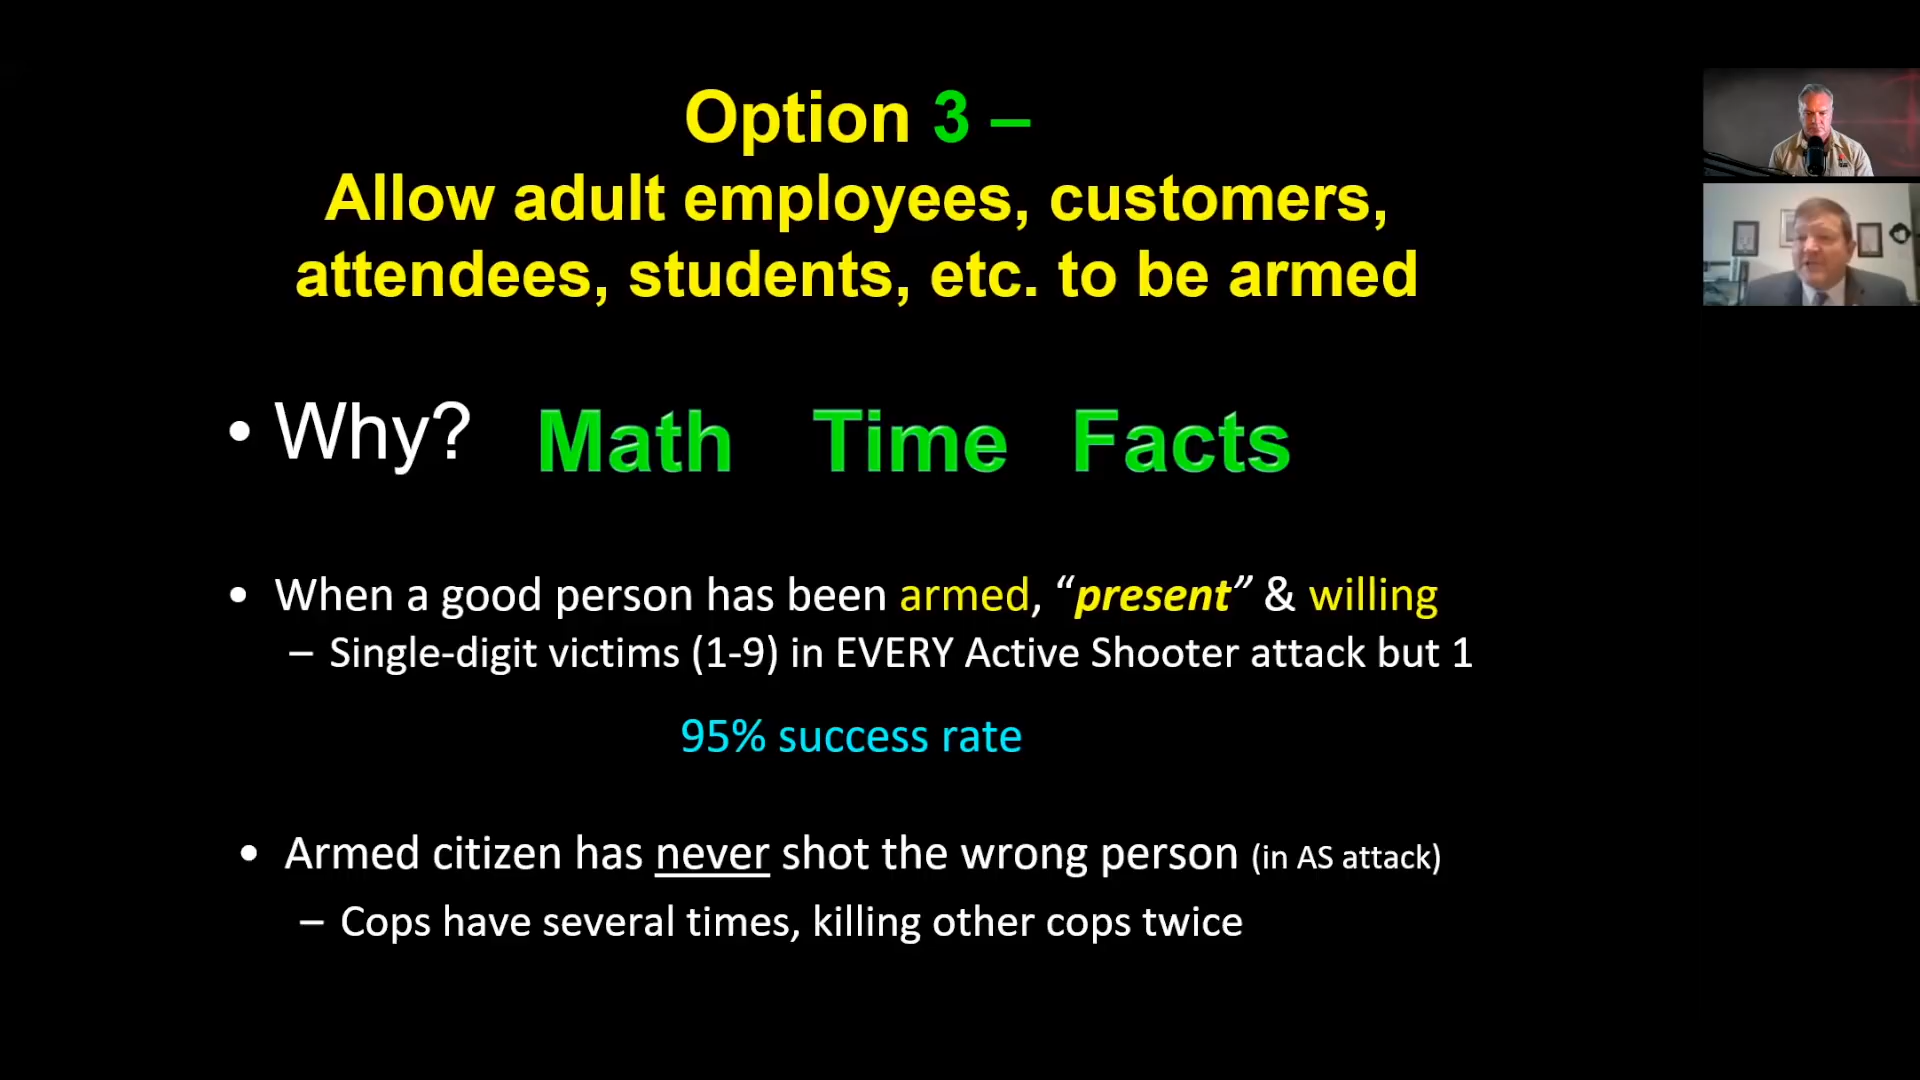 Option 3 –
Allow adult employees, customers,
attendees, students, etc. to be armed
• Why? Math Time Facts
• When a good person has been armed, “present” & willing
– Single-digit victims (1-9) in EVERY Active Shooter attack but 1
95% success rate
• Armed citizen has never shot the wrong person (in AS attack)
– Cops have several times, killing other cops twice